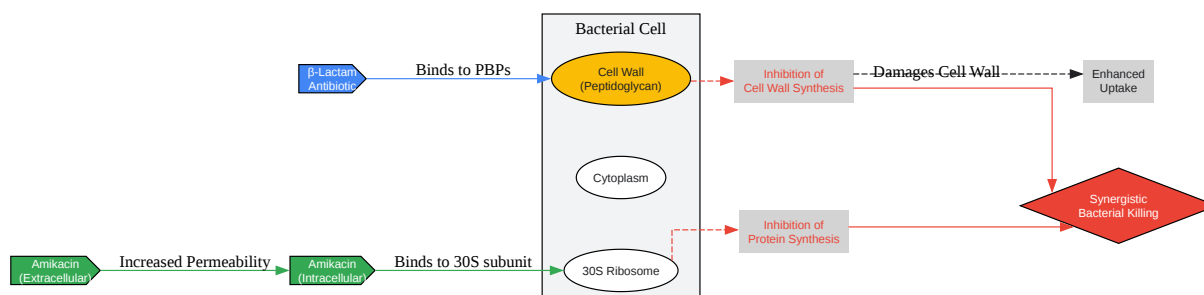 Bacterial Cell
β-Lactam
Antibiotic
Binds to PBPs
Cell Wall
(Peptidoglycan)
Inhibition of
Cell Wall Synthesis
Damages Cell Wall
Enhanced
Uptake
Cytoplasm
Synergistic
Bacterial Killing
Inhibition of
Protein Synthesis
Amikacin
(Extracellular)
Increased Permeability
Amikacin
(Intracellular)
Binds to 30S subunit
30S Ribosome